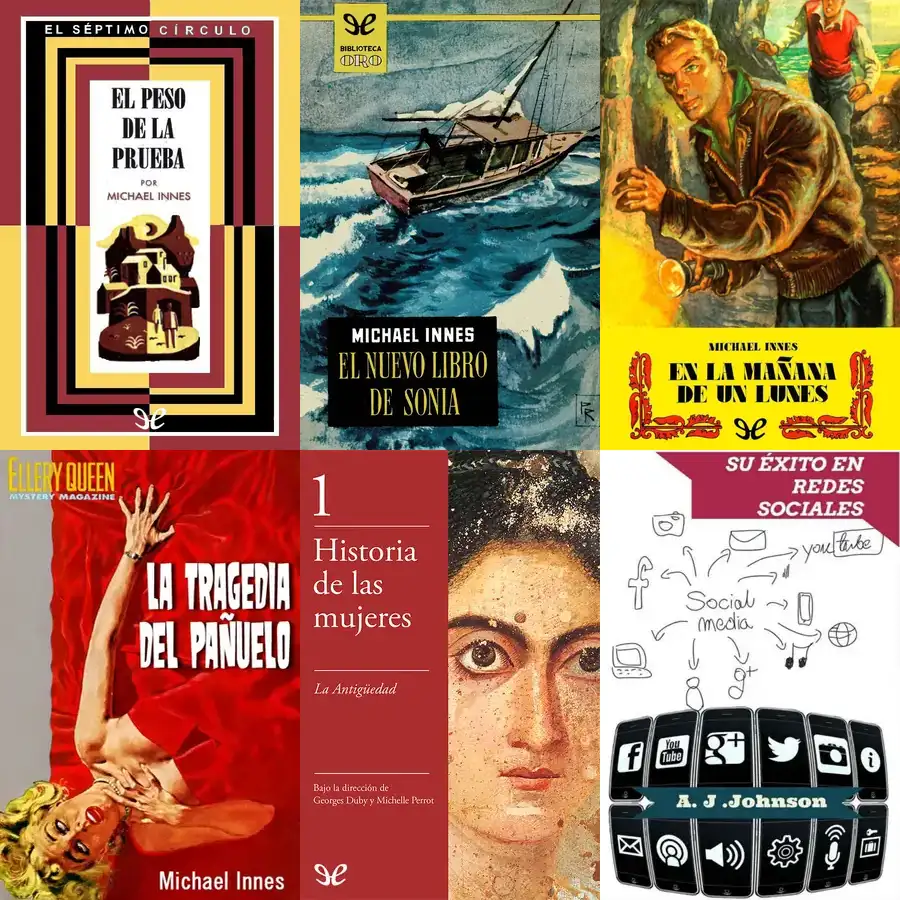 EL SÉPTIMO CÍRCULO
EL PESO
DE LA
PRUEBA
POR
MICHAEL INNES
BIBLIOTECA
ORO
MICHAEL INNES
EL NUEVO LIBRO
DE SONIA
MICHAEL INNES
EN LA MAÑANA
DE UN LUNES
ELLERY QUEEN
MYSTERY MAGAZINE
LA TRAGEDIA
DEL PAÑUELO
Michael Innes
1
Historia
de las
mujeres
La Antigüedad
Bajo la dirección de
Georges Duby y Michelle Perrot
SU ÉXITO EN
REDES
SOCIALES
youtube
f
Social
media
g+
f
You
Tube
g+
i
A. J .Johnson